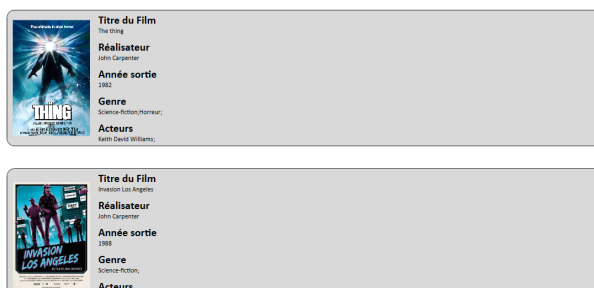 The ultimate in alien terror.
THE
THING
Titre du Film
The thing
Réalisateur
John Carpenter
Année sortie
1982
Genre
Science-fiction;Horreur;
Acteurs
Keith David Williams;
INVASION
LOS ANGELES
Titre du Film
Invasion Los Angeles
Réalisateur
John Carpenter
Année sortie
1988
Genre
Science-fiction;
Acteurs